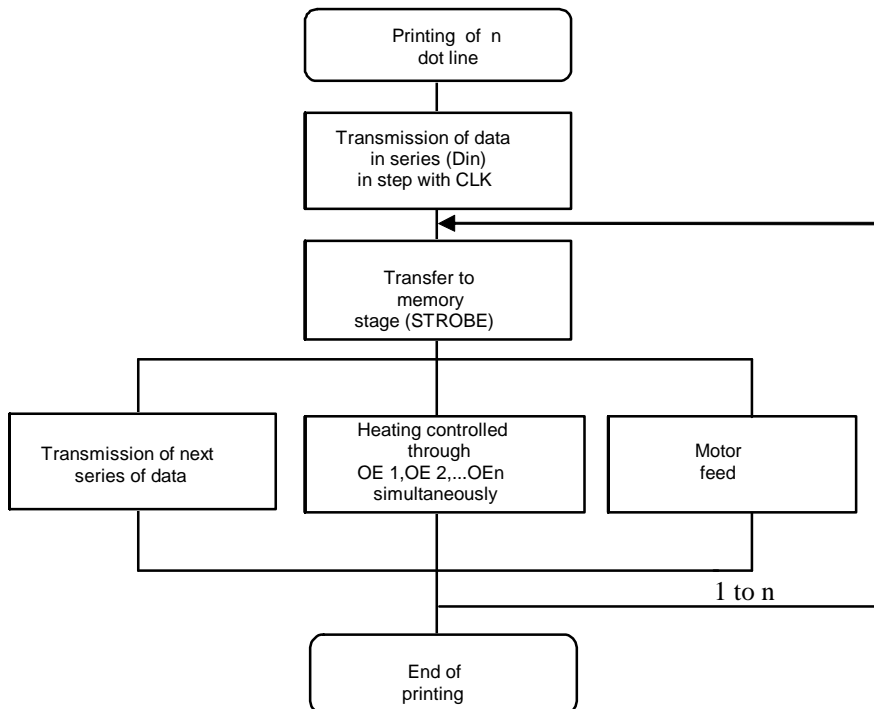 Printing of n
dot line
Transmission of data
in series (Din)
in step with CLK
Transfer to
memory
stage (STROBE)
Transmission of next
series of data
Heating controlled
through
OE 1,OE 2,...OEn
simultaneously
Motor
feed
1 to n
End of
printing